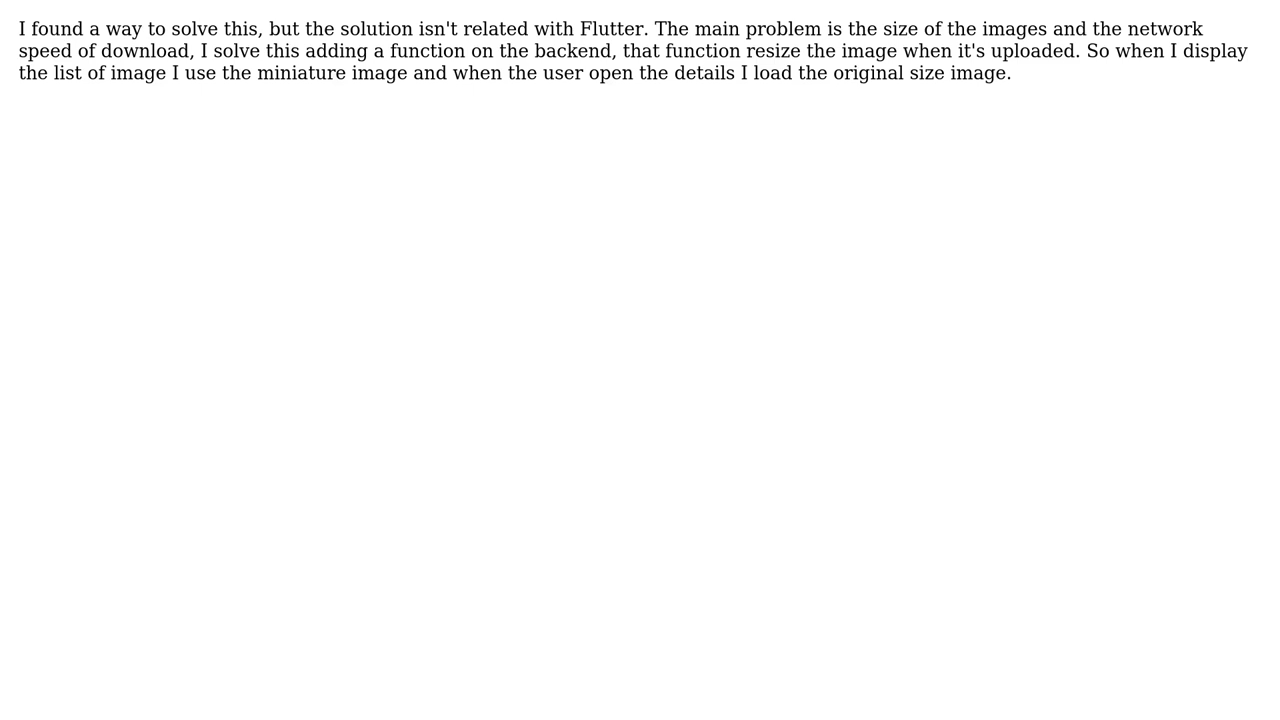 I found a way to solve this, but the solution isn't related with Flutter. The main problem is the size of the images and the network
speed of download, I solve this adding a function on the backend, that function resize the image when it's uploaded. So when I display
the list of image I use the miniature image and when the user open the details I load the original size image.